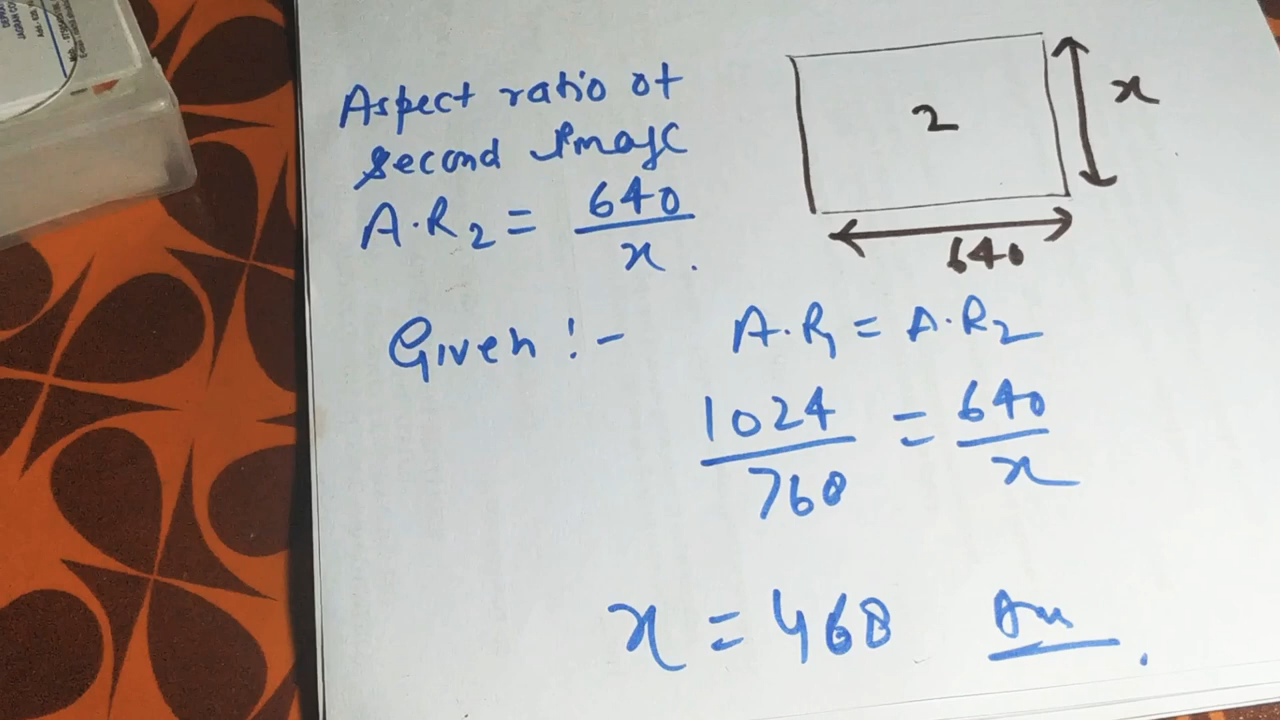 Aspect ratio of
second Image
A.R₂ = 640/x.
2
x
640
Given :- A.R₁ = A.R₂
1024/768 = 640/x
x = 468 Ans.